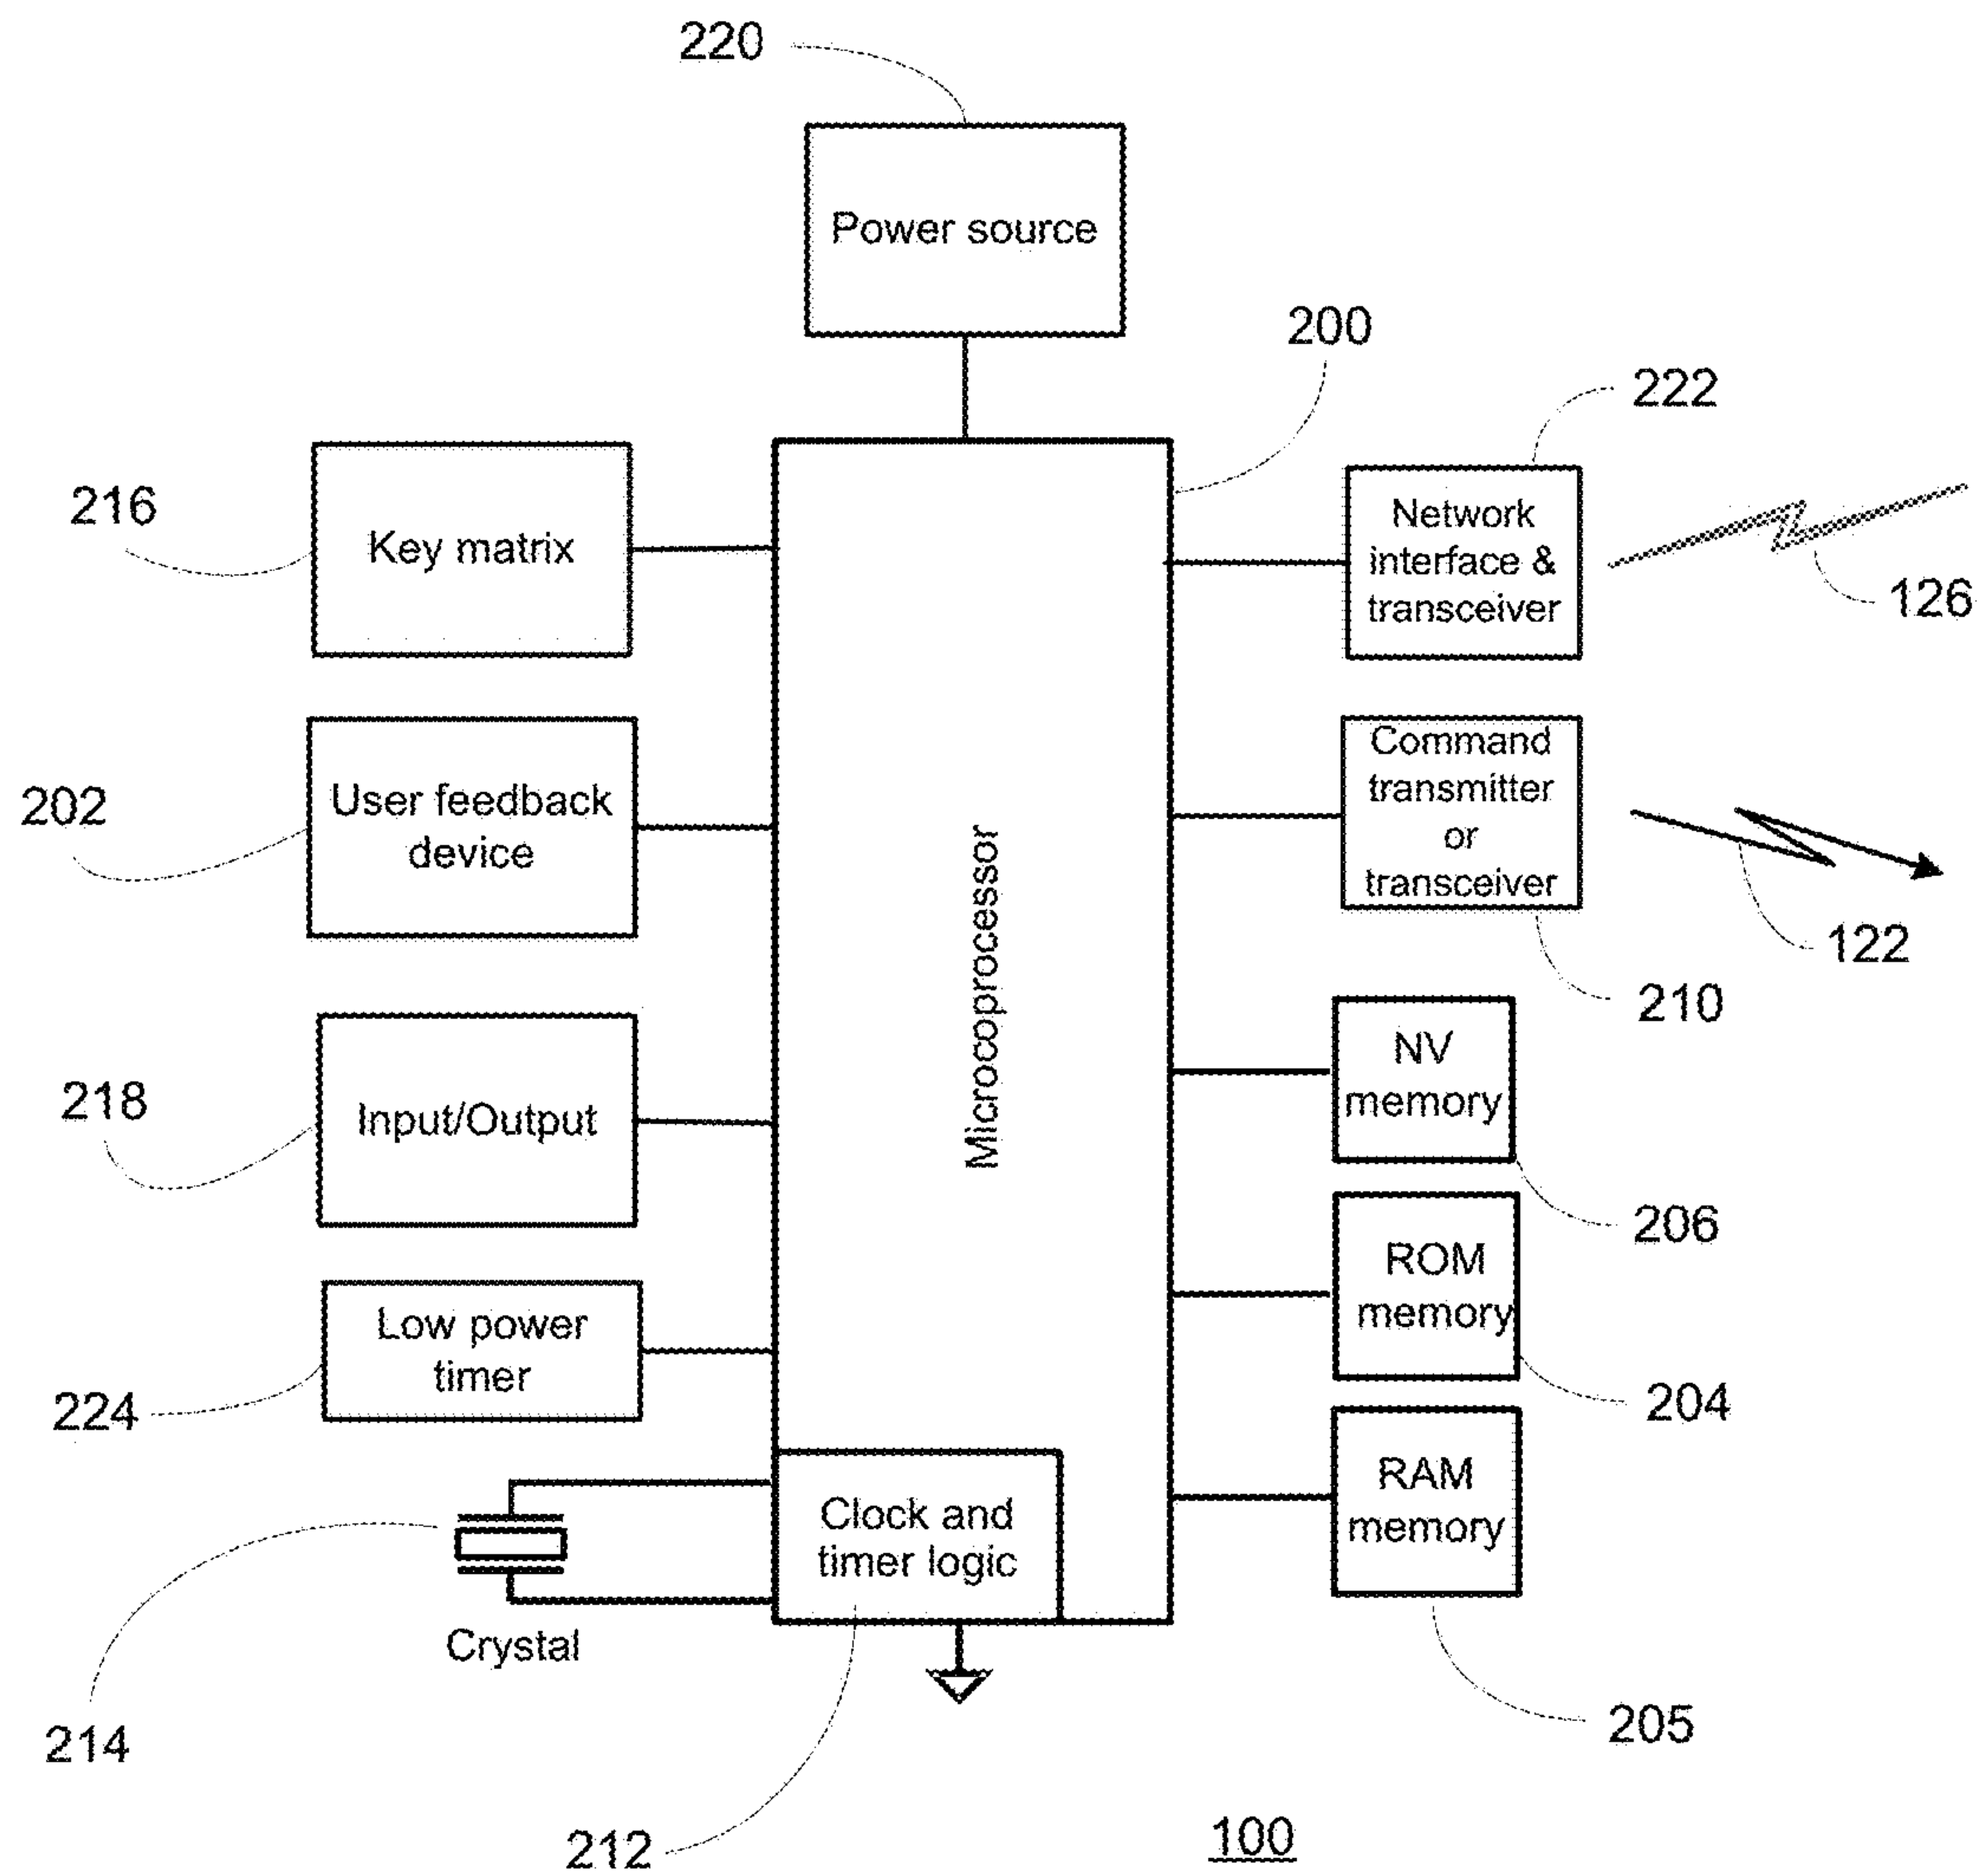 220
Power source
200
222
216
Key matrix
Network
interface &
transceiver
126
202
User feedback
device
Command
transmitter
or
transceiver
122
210
Microcoprocessor
218
Input/Output
NV
memory
206
ROM
memory
204
224
Low power
timer
RAM
memory
205
Clock and
timer logic
Crystal
214
212
100